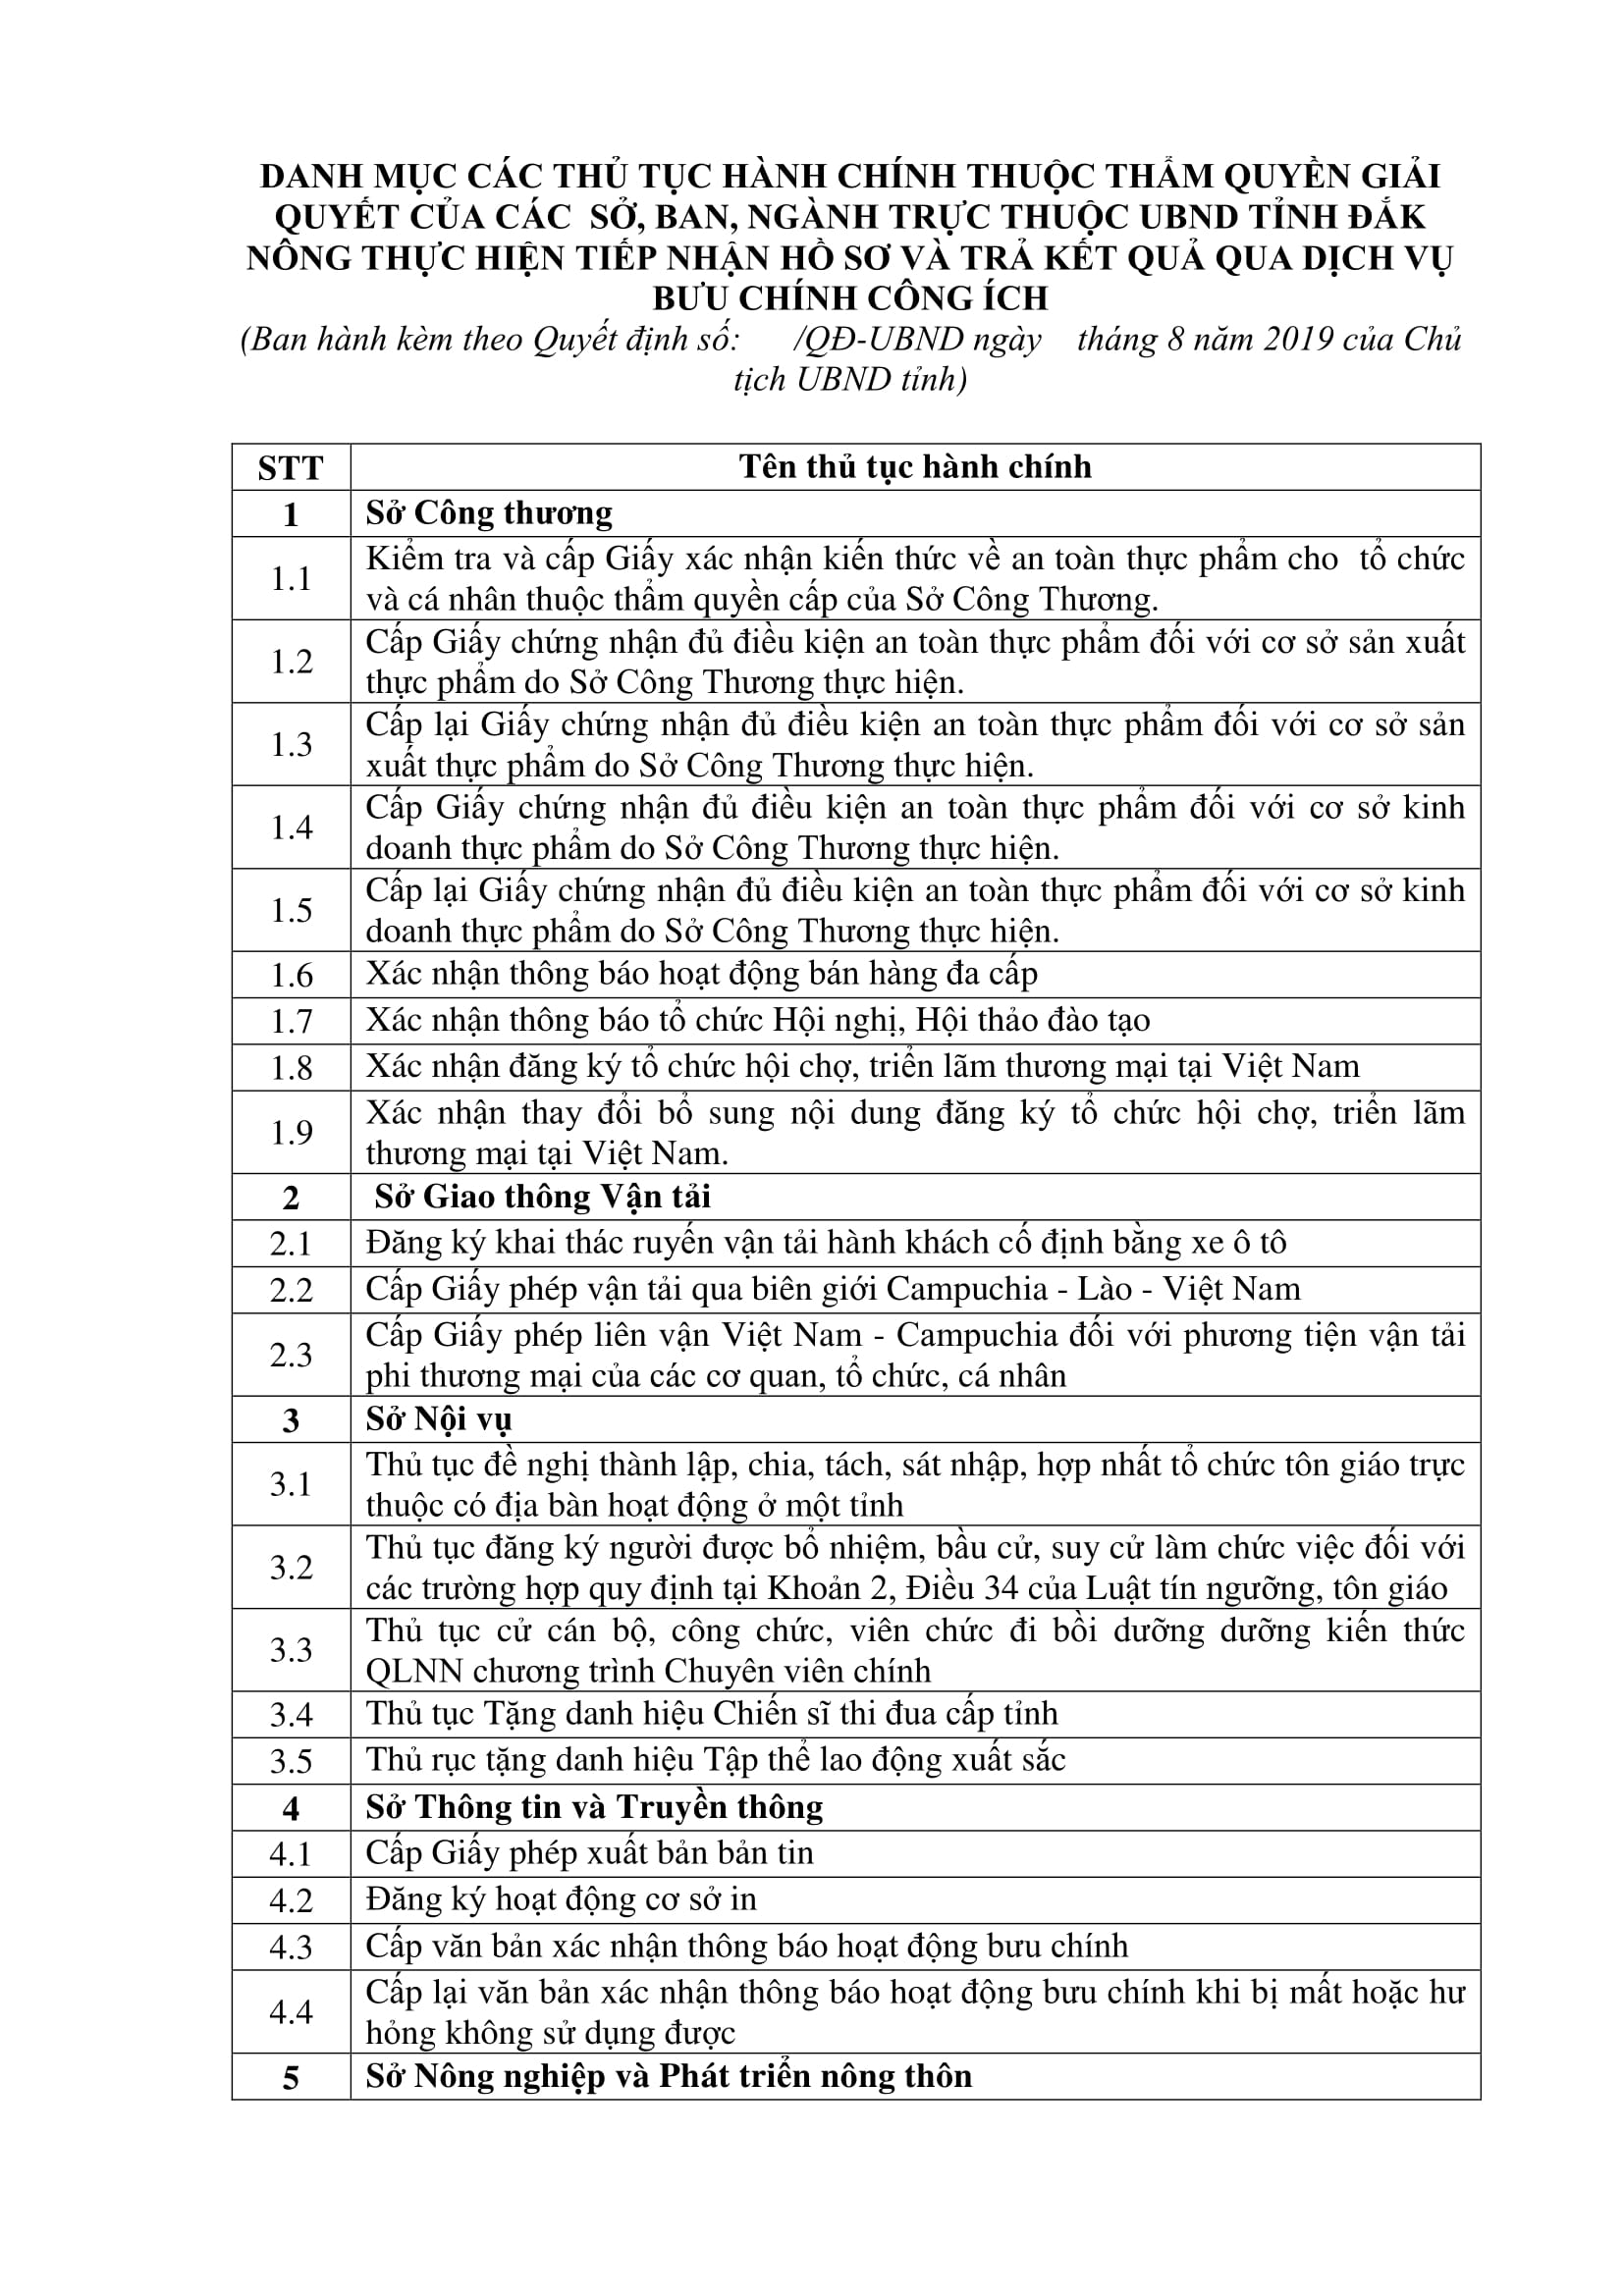 DANH MỤC CÁC THỦ TỤC HÀNH CHÍNH THUỘC THẨM QUYỀN GIẢI
QUYẾT CỦA CÁC SỞ, BAN, NGÀNH TRỰC THUỘC UBND TỈNH ĐẮK
NÔNG THỰC HIỆN TIẾP NHẬN HỒ SƠ VÀ TRẢ KẾT QUẢ QUA DỊCH VỤ
BƯU CHÍNH CÔNG ÍCH
(Ban hành kèm theo Quyết định số: /QĐ-UBND ngày tháng 8 năm 2019 của Chủ
tịch UBND tỉnh)
STT Tên thủ tục hành chính
1 Sở Công thương
1.1 Kiểm tra và cấp Giấy xác nhận kiến thức về an toàn thực phẩm cho tổ chức
và cá nhân thuộc thẩm quyền cấp của Sở Công Thương.
1.2 Cấp Giấy chứng nhận đủ điều kiện an toàn thực phẩm đối với cơ sở sản xuất
thực phẩm do Sở Công Thương thực hiện.
1.3 Cấp lại Giấy chứng nhận đủ điều kiện an toàn thực phẩm đối với cơ sở sản
xuất thực phẩm do Sở Công Thương thực hiện.
1.4 Cấp Giấy chứng nhận đủ điều kiện an toàn thực phẩm đối với cơ sở kinh
doanh thực phẩm do Sở Công Thương thực hiện.
1.5 Cấp lại Giấy chứng nhận đủ điều kiện an toàn thực phẩm đối với cơ sở kinh
doanh thực phẩm do Sở Công Thương thực hiện.
1.6 Xác nhận thông báo hoạt động bán hàng đa cấp
1.7 Xác nhận thông báo tổ chức Hội nghị, Hội thảo đào tạo
1.8 Xác nhận đăng ký tổ chức hội chợ, triển lãm thương mại tại Việt Nam
1.9 Xác nhận thay đổi bổ sung nội dung đăng ký tổ chức hội chợ, triển lãm
thương mại tại Việt Nam.
2 Sở Giao thông Vận tải
2.1 Đăng ký khai thác ruyến vận tải hành khách cố định bằng xe ô tô
2.2 Cấp Giấy phép vận tải qua biên giới Campuchia - Lào - Việt Nam
2.3 Cấp Giấy phép liên vận Việt Nam - Campuchia đối với phương tiện vận tải
phi thương mại của các cơ quan, tổ chức, cá nhân
3 Sở Nội vụ
3.1 Thủ tục đề nghị thành lập, chia, tách, sát nhập, hợp nhất tổ chức tôn giáo trực
thuộc có địa bàn hoạt động ở một tỉnh
3.2 Thủ tục đăng ký người được bổ nhiệm, bầu cử, suy cử làm chức việc đối với
các trường hợp quy định tại Khoản 2, Điều 34 của Luật tín ngưỡng, tôn giáo
3.3 Thủ tục cử cán bộ, công chức, viên chức đi bồi dưỡng dưỡng kiến thức
QLNN chương trình Chuyên viên chính
3.4 Thủ tục Tặng danh hiệu Chiến sĩ thi đua cấp tỉnh
3.5 Thủ rục tặng danh hiệu Tập thể lao động xuất sắc
4 Sở Thông tin và Truyền thông
4.1 Cấp Giấy phép xuất bản bản tin
4.2 Đăng ký hoạt động cơ sở in
4.3 Cấp văn bản xác nhận thông báo hoạt động bưu chính
4.4 Cấp lại văn bản xác nhận thông báo hoạt động bưu chính khi bị mất hoặc hư
hỏng không sử dụng được
5 Sở Nông nghiệp và Phát triển nông thôn